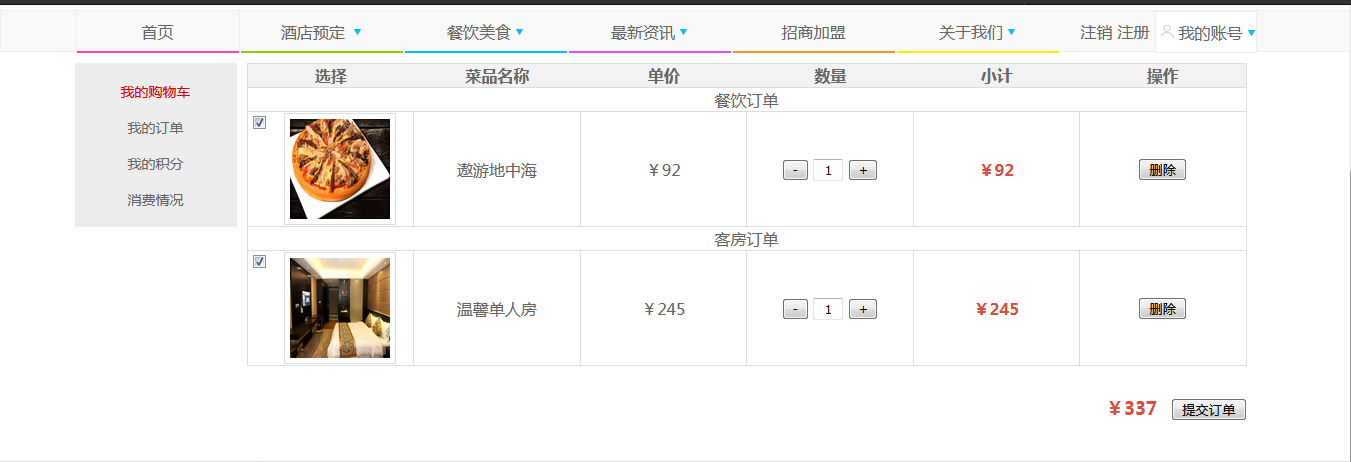 首页 酒店预定 餐饮美食 最新资讯 招商加盟 关于我们 注销 注册 我的账号
我的购物车
我的订单
我的积分
消费情况
选择 菜品名称 单价 数量 小计 操作
餐饮订单
遨游地中海 ￥92 - 1 + ￥92 删除
客房订单
温馨单人房 ￥245 - 1 + ￥245 删除
￥337 提交订单